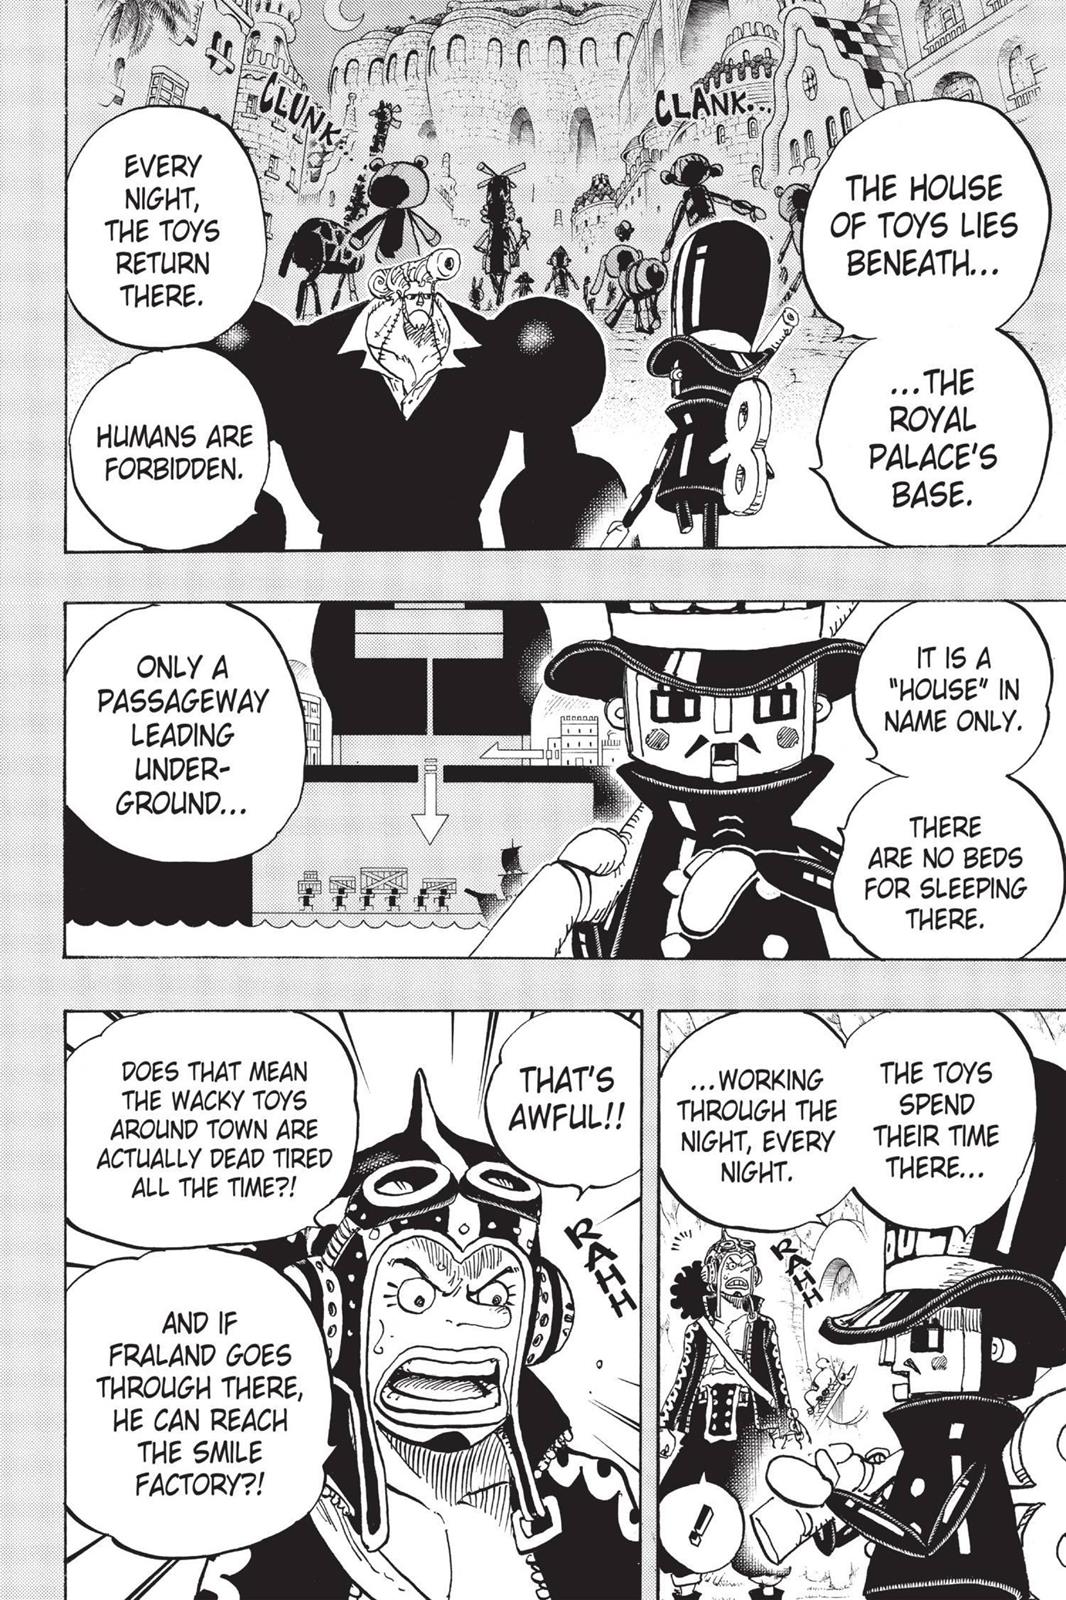 THE HOUSE
OF TOYS LIES
BENEATH...
...THE
ROYAL
PALACE'S
BASE.
CLANK...
CLUNK...
EVERY
NIGHT,
THE TOYS
RETURN
THERE.
HUMANS ARE
FORBIDDEN.
IT IS A
"HOUSE" IN
NAME ONLY.
THERE
ARE NO BEDS
FOR SLEEPING
THERE.
ONLY A
PASSAGEWAY
LEADING
UNDER-
GROUND...
THE TOYS
SPEND
THEIR TIME
THERE...
...WORKING
THROUGH THE
NIGHT, EVERY
NIGHT.
RAHH
!
THAT'S
AWFUL!!
RAHH
DOES THAT MEAN
THE WACKY TOYS
AROUND TOWN ARE
ACTUALLY DEAD TIRED
ALL THE TIME?!
AND IF
FRALAND GOES
THROUGH THERE,
HE CAN REACH
THE SMILE
FACTORY?!